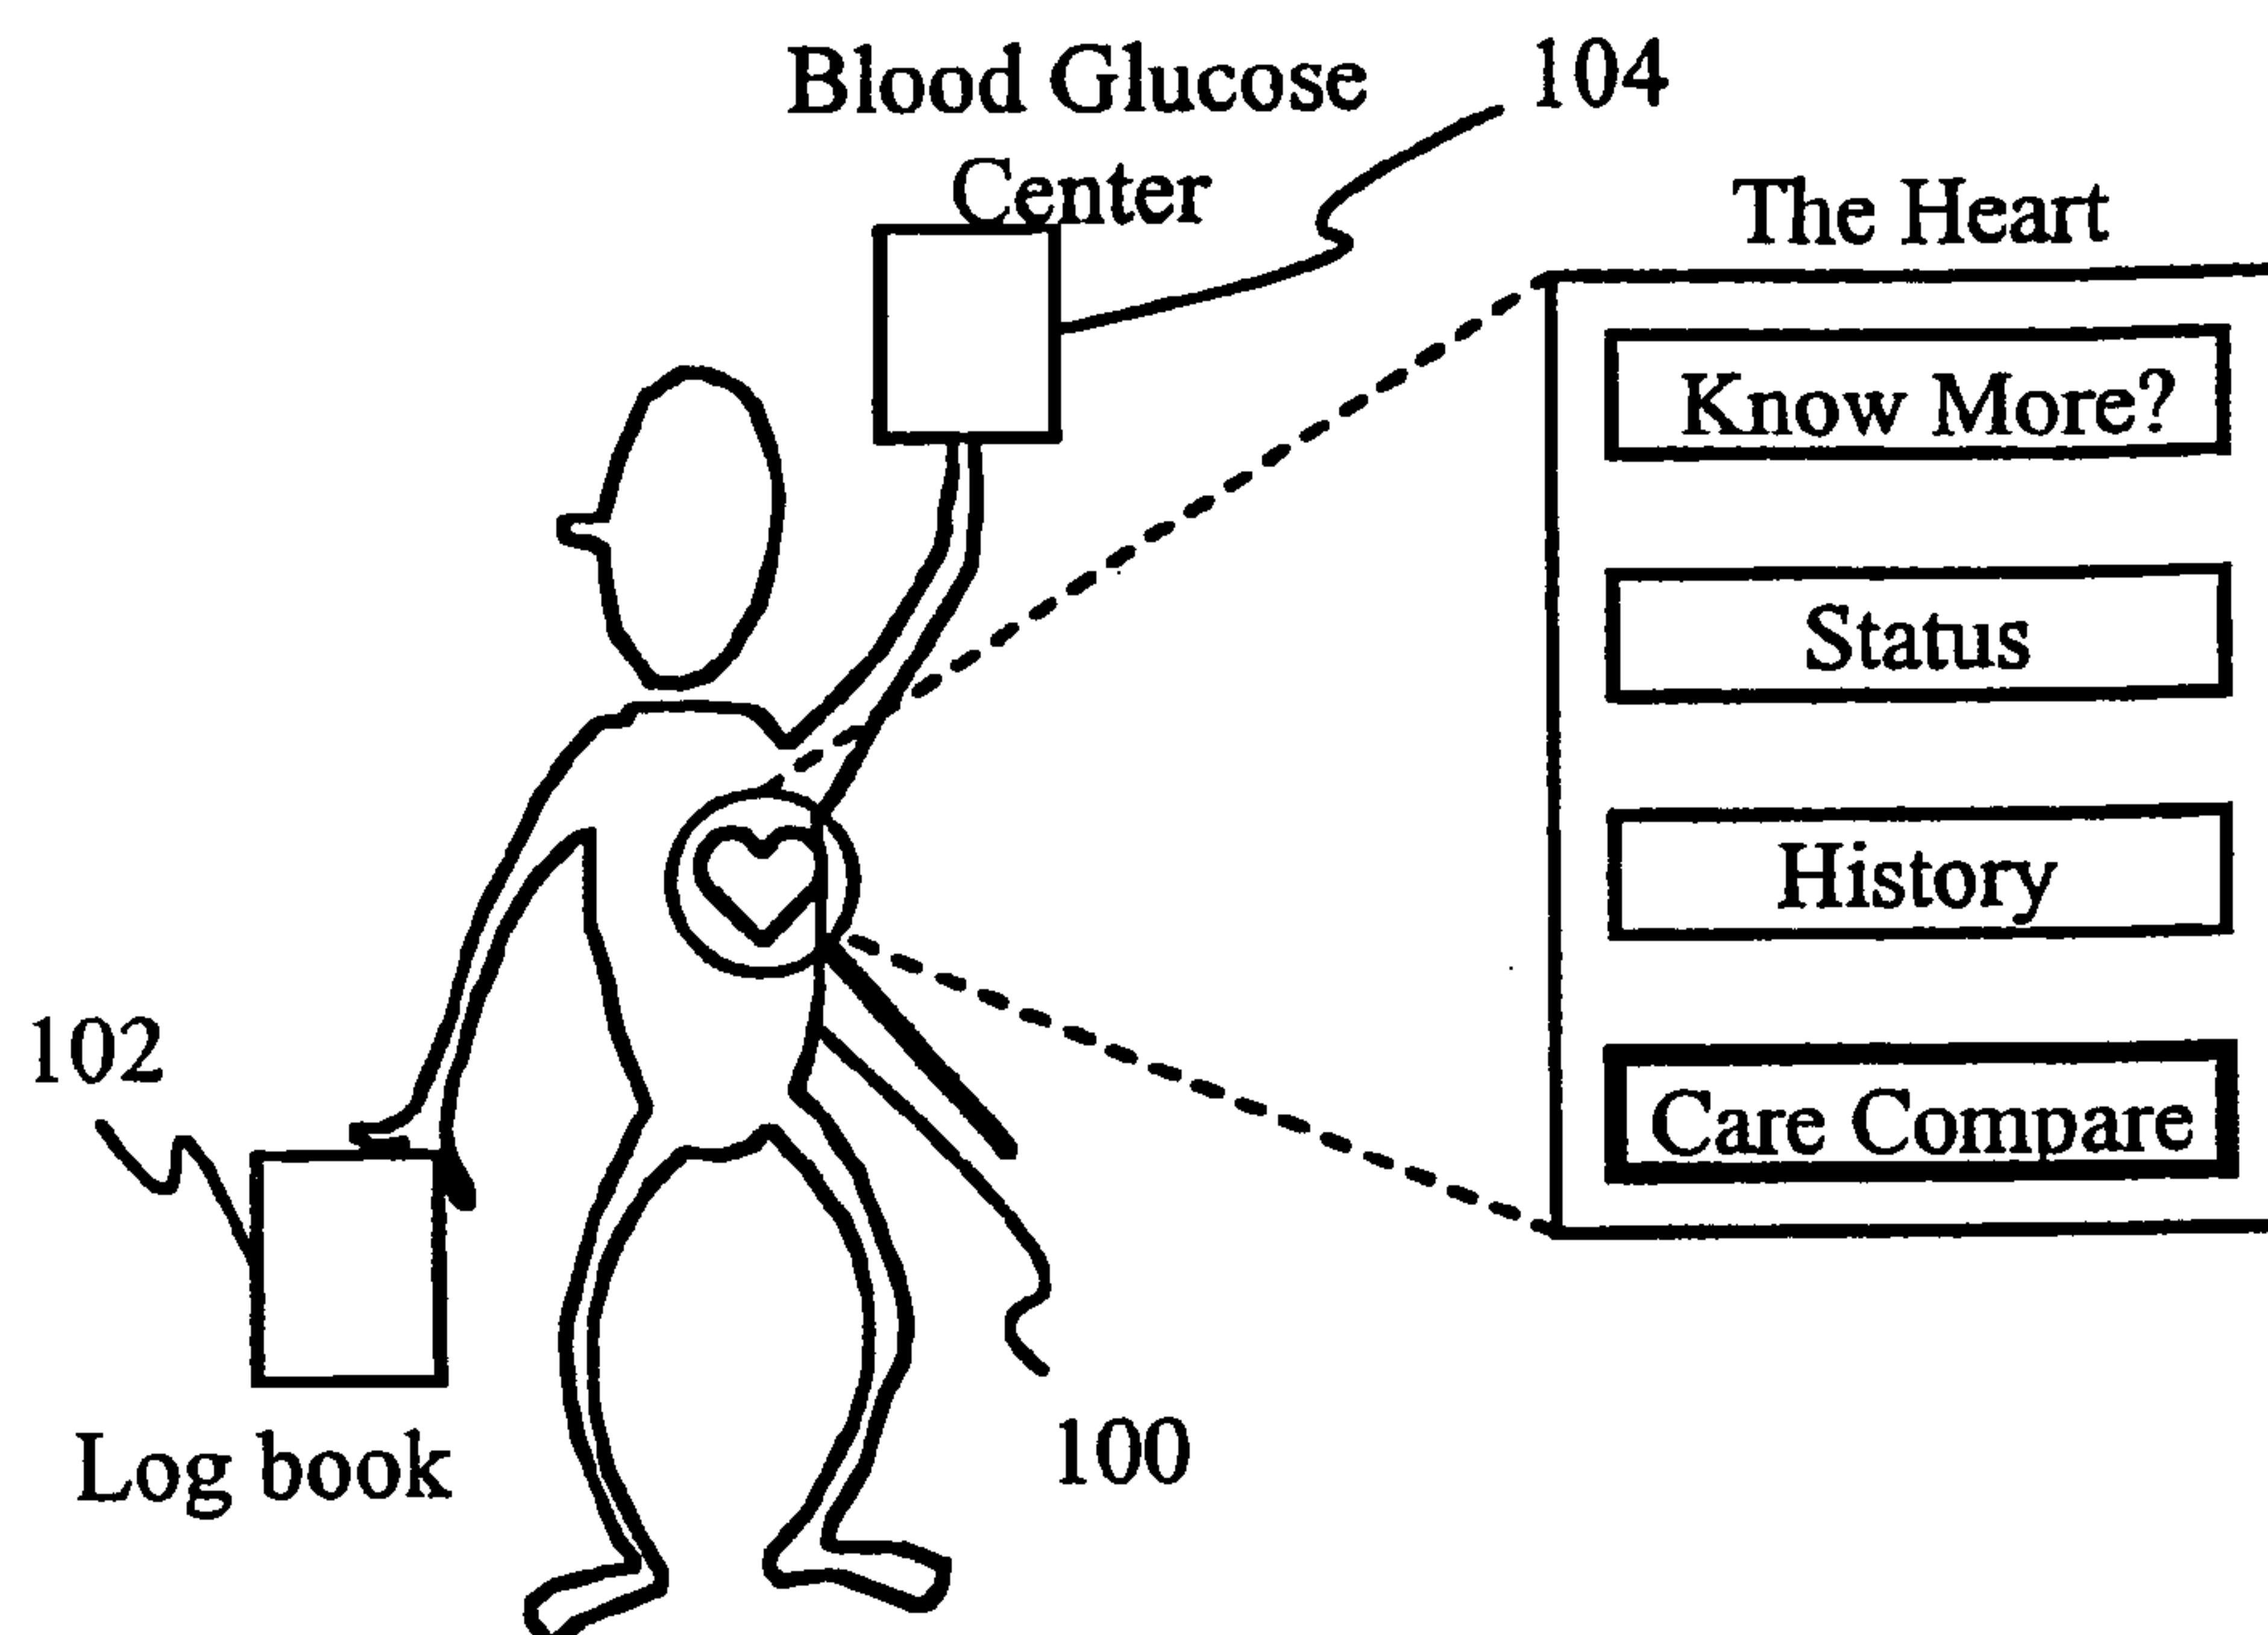 Blood Glucose
Center
104
The Heart
Know More?
Status
History
Care Compare
102
Log book
100